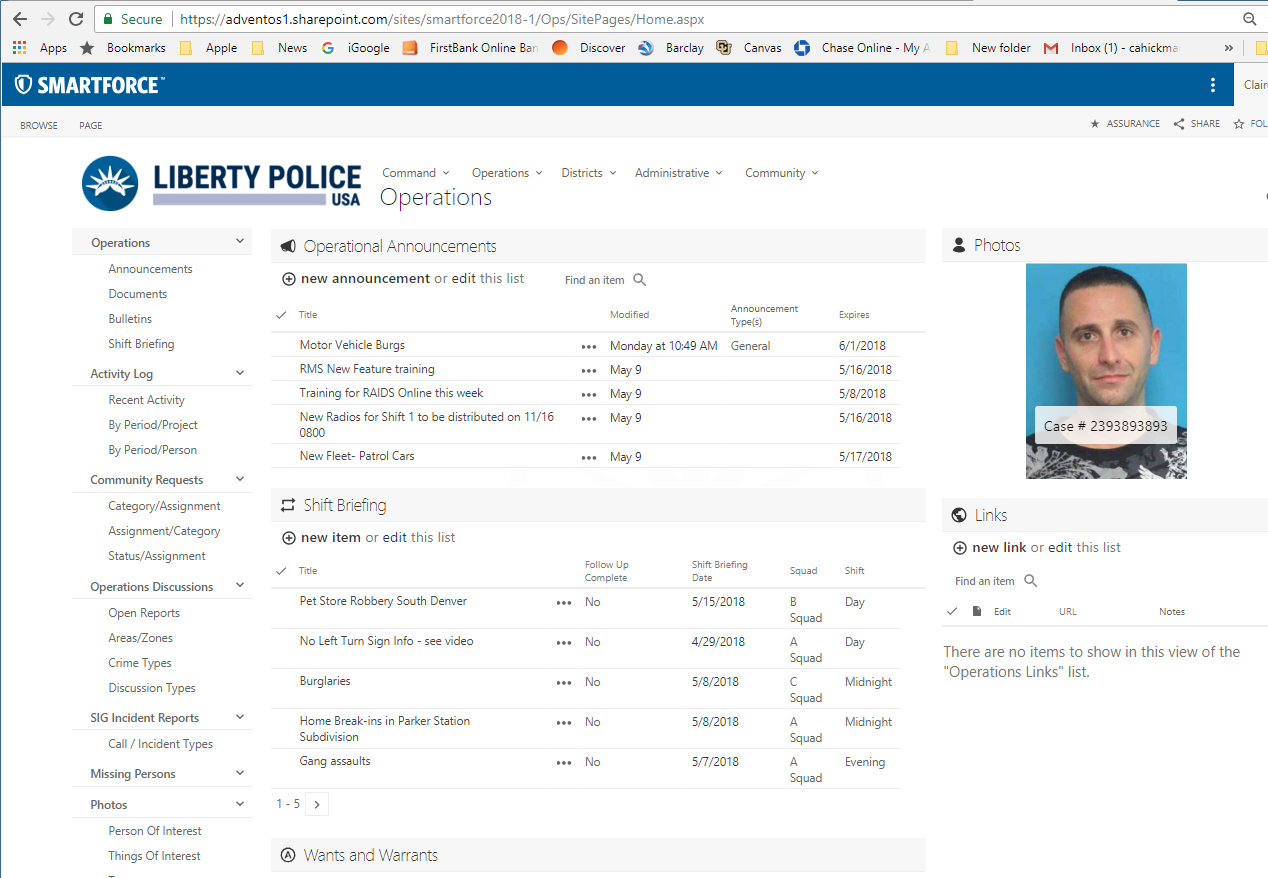 Secure | https://adventos1.sharepoint.com/sites/smartforce2018-1/Ops/SitePages/Home.aspx
Apps Bookmarks Apple News iGoogle FirstBank Online Ban Discover Barclay Canvas Chase Online - My A New folder Inbox (1) - cahickma »
SMARTFORCE™ Clair
BROWSE PAGE ASSURANCE SHARE FOL
LIBERTY POLICE
USA
Command Operations Districts Administrative Community
Operations
Operations
Announcements
Documents
Bulletins
Shift Briefing
Activity Log
Recent Activity
By Period/Project
By Period/Person
Community Requests
Category/Assignment
Assignment/Category
Status/Assignment
Operations Discussions
Open Reports
Areas/Zones
Crime Types
Discussion Types
SIG Incident Reports
Call / Incident Types
Missing Persons
Photos
Person Of Interest
Things Of Interest
Operational Announcements
new announcement or edit this list Find an item
Title Modified Announcement Type(s) Expires
Motor Vehicle Burgs ••• Monday at 10:49 AM General 6/1/2018
RMS New Feature training ••• May 9 5/16/2018
Training for RAIDS Online this week ••• May 9 5/8/2018
New Radios for Shift 1 to be distributed on 11/16 ••• May 9 5/16/2018
0800
New Fleet- Patrol Cars ••• May 9 5/17/2018
Shift Briefing
new item or edit this list
Title Follow Up Complete Shift Briefing Date Squad Shift
Pet Store Robbery South Denver ••• No 5/15/2018 B Squad Day
No Left Turn Sign Info - see video ••• No 4/29/2018 A Squad Day
Burglaries ••• No 5/8/2018 C Squad Midnight
Home Break-ins in Parker Station ••• No 5/8/2018 A Squad Midnight
Subdivision
Gang assaults ••• No 5/7/2018 A Squad Evening
1 - 5
Wants and Warrants
Photos
Case # 2393893893
Links
new link or edit this list
Find an item
Edit URL Notes
There are no items to show in this view of the
"Operations Links" list.